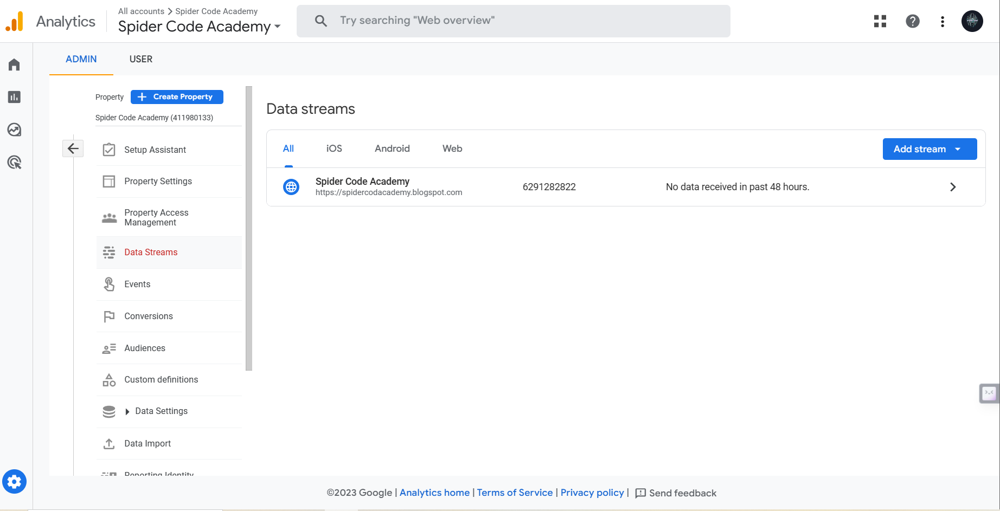 Analytics
All accounts > Spider Code Academy
Spider Code Academy
Try searching "Web overview"
ADMIN
USER
Property
Create Property
Spider Code Academy (411980133)
Setup Assistant
Property Settings
Property Access
Management
Data Streams
Events
Conversions
Audiences
Custom definitions
Data Settings
Data Import
Reporting Identity
Data streams
All
iOS
Android
Web
Add stream
Spider Code Academy
https://spidercodacademy.blogspot.com
6291282822
No data received in past 48 hours.
©2023 Google | Analytics home | Terms of Service | Privacy policy | Send feedback